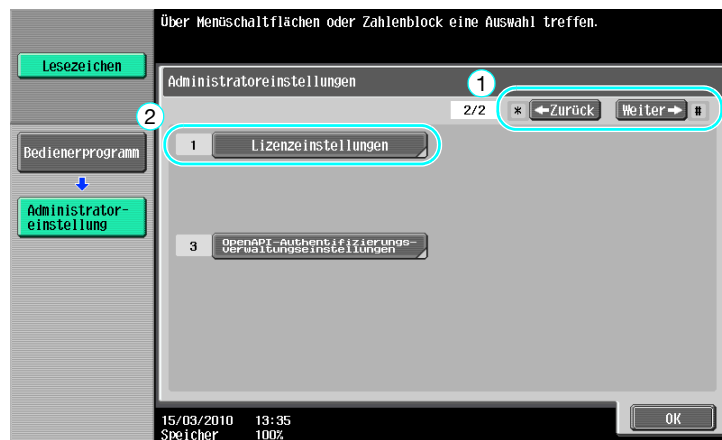 Über Menüschaltflächen oder Zahlenblock eine Auswahl treffen.
Lesezeichen
Administratoreinstellungen
1
2/2 * ←Zurück Weiter→ #
2
Bedienerprogramm
1 Lizenzeinstellungen
Administrator-
einstellung
3 OpenAPI-Authentifizierungs-
verwaltungseinstellungen
15/03/2010 13:35
Speicher 100%
OK